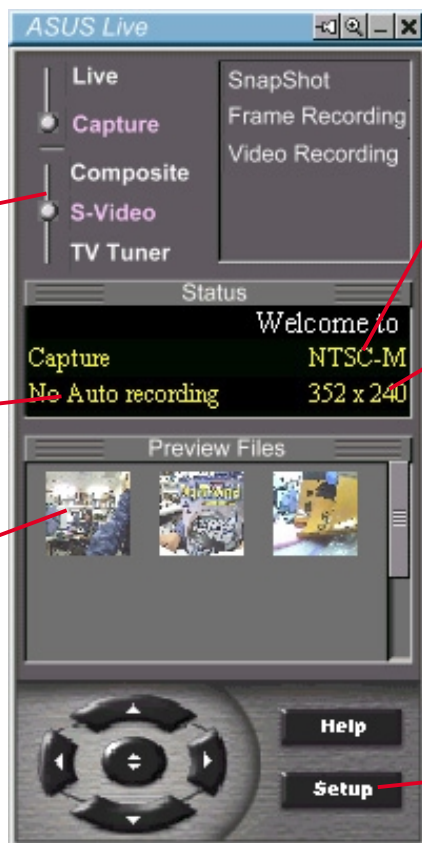 ASUS Live
Live
Capture
Composite
S-Video
TV Tuner
SnapShot
Frame Recording
Video Recording
Status
Welcome to
Capture NTSC-M
No Auto recording 352 x 240
Preview Files
Help
Setup